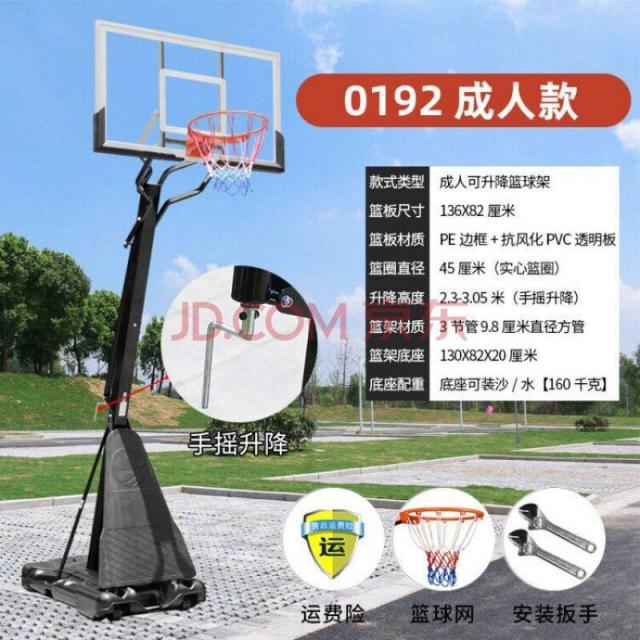 0192 成人款
款式类型 成人可升降篮球架
篮板尺寸 136X82 厘米
篮板材质 PE 边框 + 抗风化 PVC 透明板
篮圈直径 45 厘米（实心篮圈）
JD.COM 京东
升降高度 2.3-3.05 米（手摇升降）
篮架材质 3 节管 9.8 厘米直径方管
篮架底座 130X82X20 厘米
底座配重 底座可装沙 / 水【160 千克】
手摇升降
售后运费险
运
运费险
篮球网
安装扳手